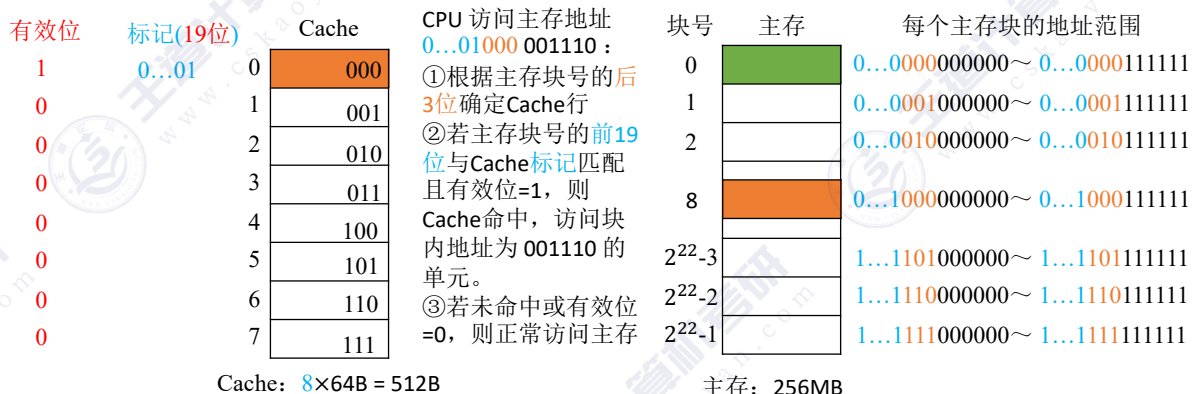 有效位 标记(19位) Cache
1 0…01 0 000
0 1 001
0 2 010
0 3 011
0 4 100
0 5 101
0 6 110
0 7 111
Cache：8×64B = 512B
CPU 访问主存地址
0…01000 001110：
①根据主存块号的后
3位确定Cache行
②若主存块号的前19
位与Cache标记匹配
且有效位=1，则
Cache命中，访问块
内地址为 001110 的
单元。
③若未命中或有效位
=0，则正常访问主存
块号 主存 每个主存块的地址范围
0 0…0000000000～ 0…0000111111
1 0…0001000000～ 0…0001111111
2 0…0010000000～ 0…0010111111
8 0…1000000000～ 0…1000111111
2²²-3 1…1101000000～ 1…1101111111
2²²-2 1…1110000000～ 1…1110111111
2²²-1 1…1111000000～ 1…1111111111
主存：256MB